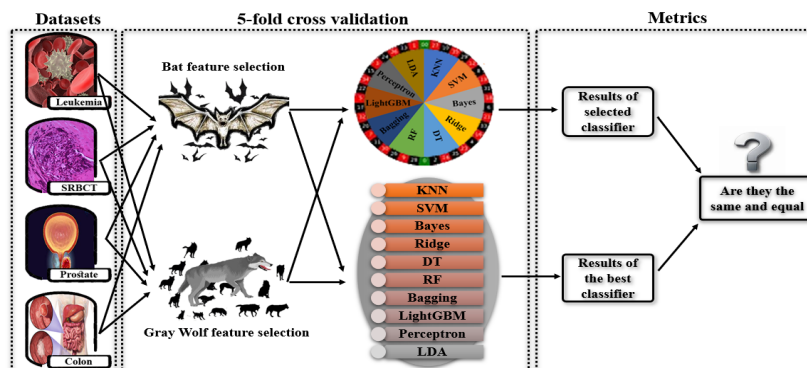 Datasets
5-fold cross validation
Metrics
Leukemia
SRBCT
Prostate
Colon
Bat feature selection
Gray Wolf feature selection
LDA
KNN
SVM
Bayes
Ridge
DT
RF
Bagging
LightGBM
Perceptron
KNN
SVM
Bayes
Ridge
DT
RF
Bagging
LightGBM
Perceptron
LDA
Results of
selected
classifier
Results of
the best
classifier
?
Are they the
same and equal